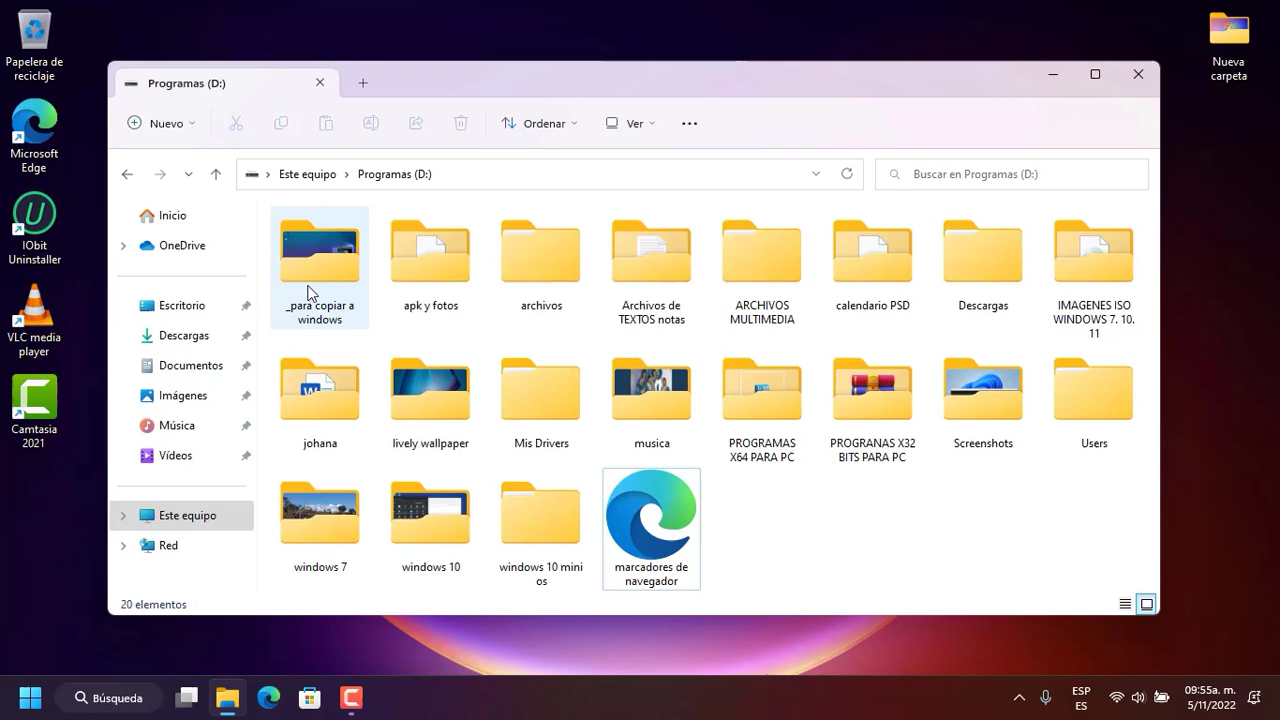 Papelera de
reciclaje
Microsoft
Edge
IObit
Uninstaller
VLC media
player
Camtasia
2021
Nueva
carpeta
Programas (D:)
Nuevo
Ordenar
Ver
Este equipo
Programas (D:)
Buscar en Programas (D:)
Inicio
OneDrive
Escritorio
Descargas
Documentos
Imágenes
Música
Vídeos
Este equipo
Red
_para copiar a
windows
apk y fotos
archivos
Archivos de
TEXTOS notas
ARCHIVOS
MULTIMEDIA
calendario PSD
Descargas
IMAGENES ISO
WINDOWS 7. 10.
11
johana
lively wallpaper
Mis Drivers
musica
PROGRAMAS
X64 PARA PC
PROGRANAS X32
BITS PARA PC
Screenshots
Users
windows 7
windows 10
windows 10 mini
os
marcadores de
navegador
20 elementos
Búsqueda
ESP
ES
09:55a. m.
5/11/2022